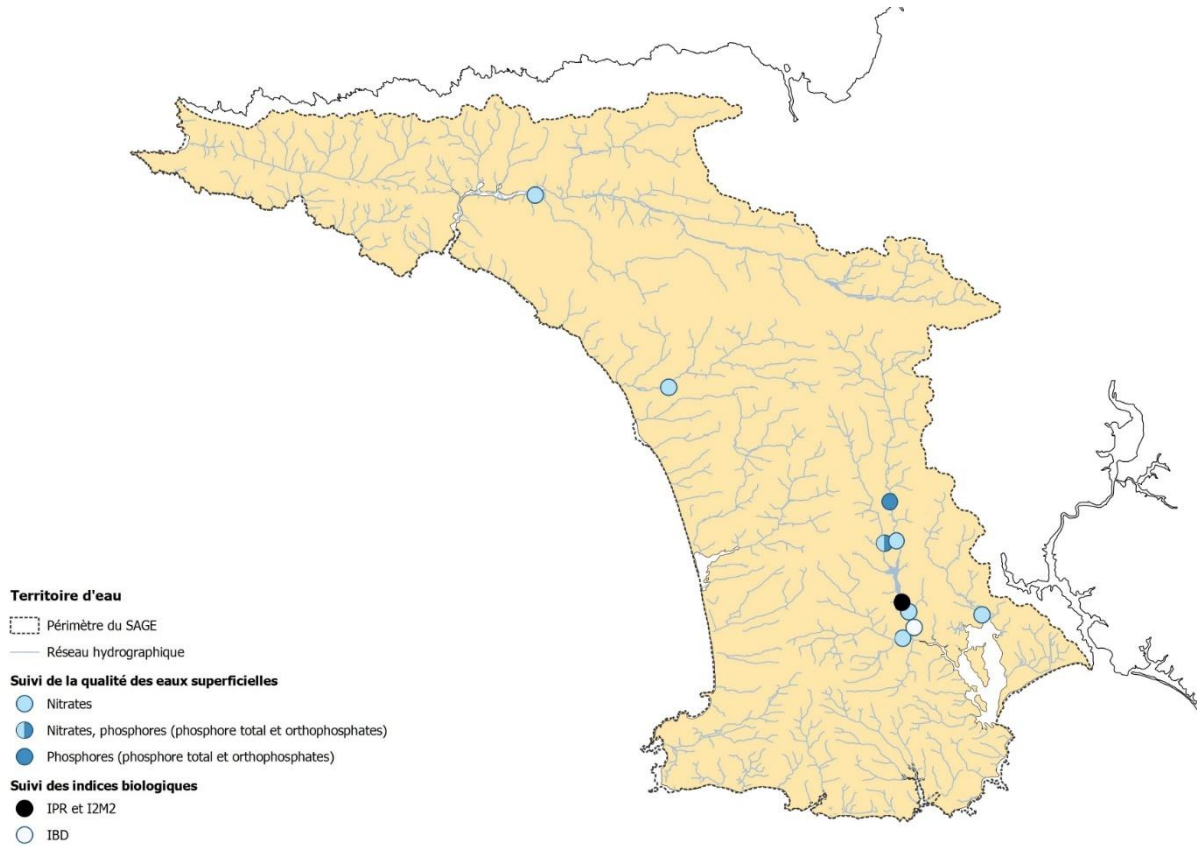 Territoire d'eau
Périmètre du SAGE
Réseau hydrographique
Suivi de la qualité des eaux superficielles
Nitrates
Nitrates, phosphores (phosphore total et orthophosphates)
Phosphores (phosphore total et orthophosphates)
Suivi des indices biologiques
IPR et I2M2
IBD